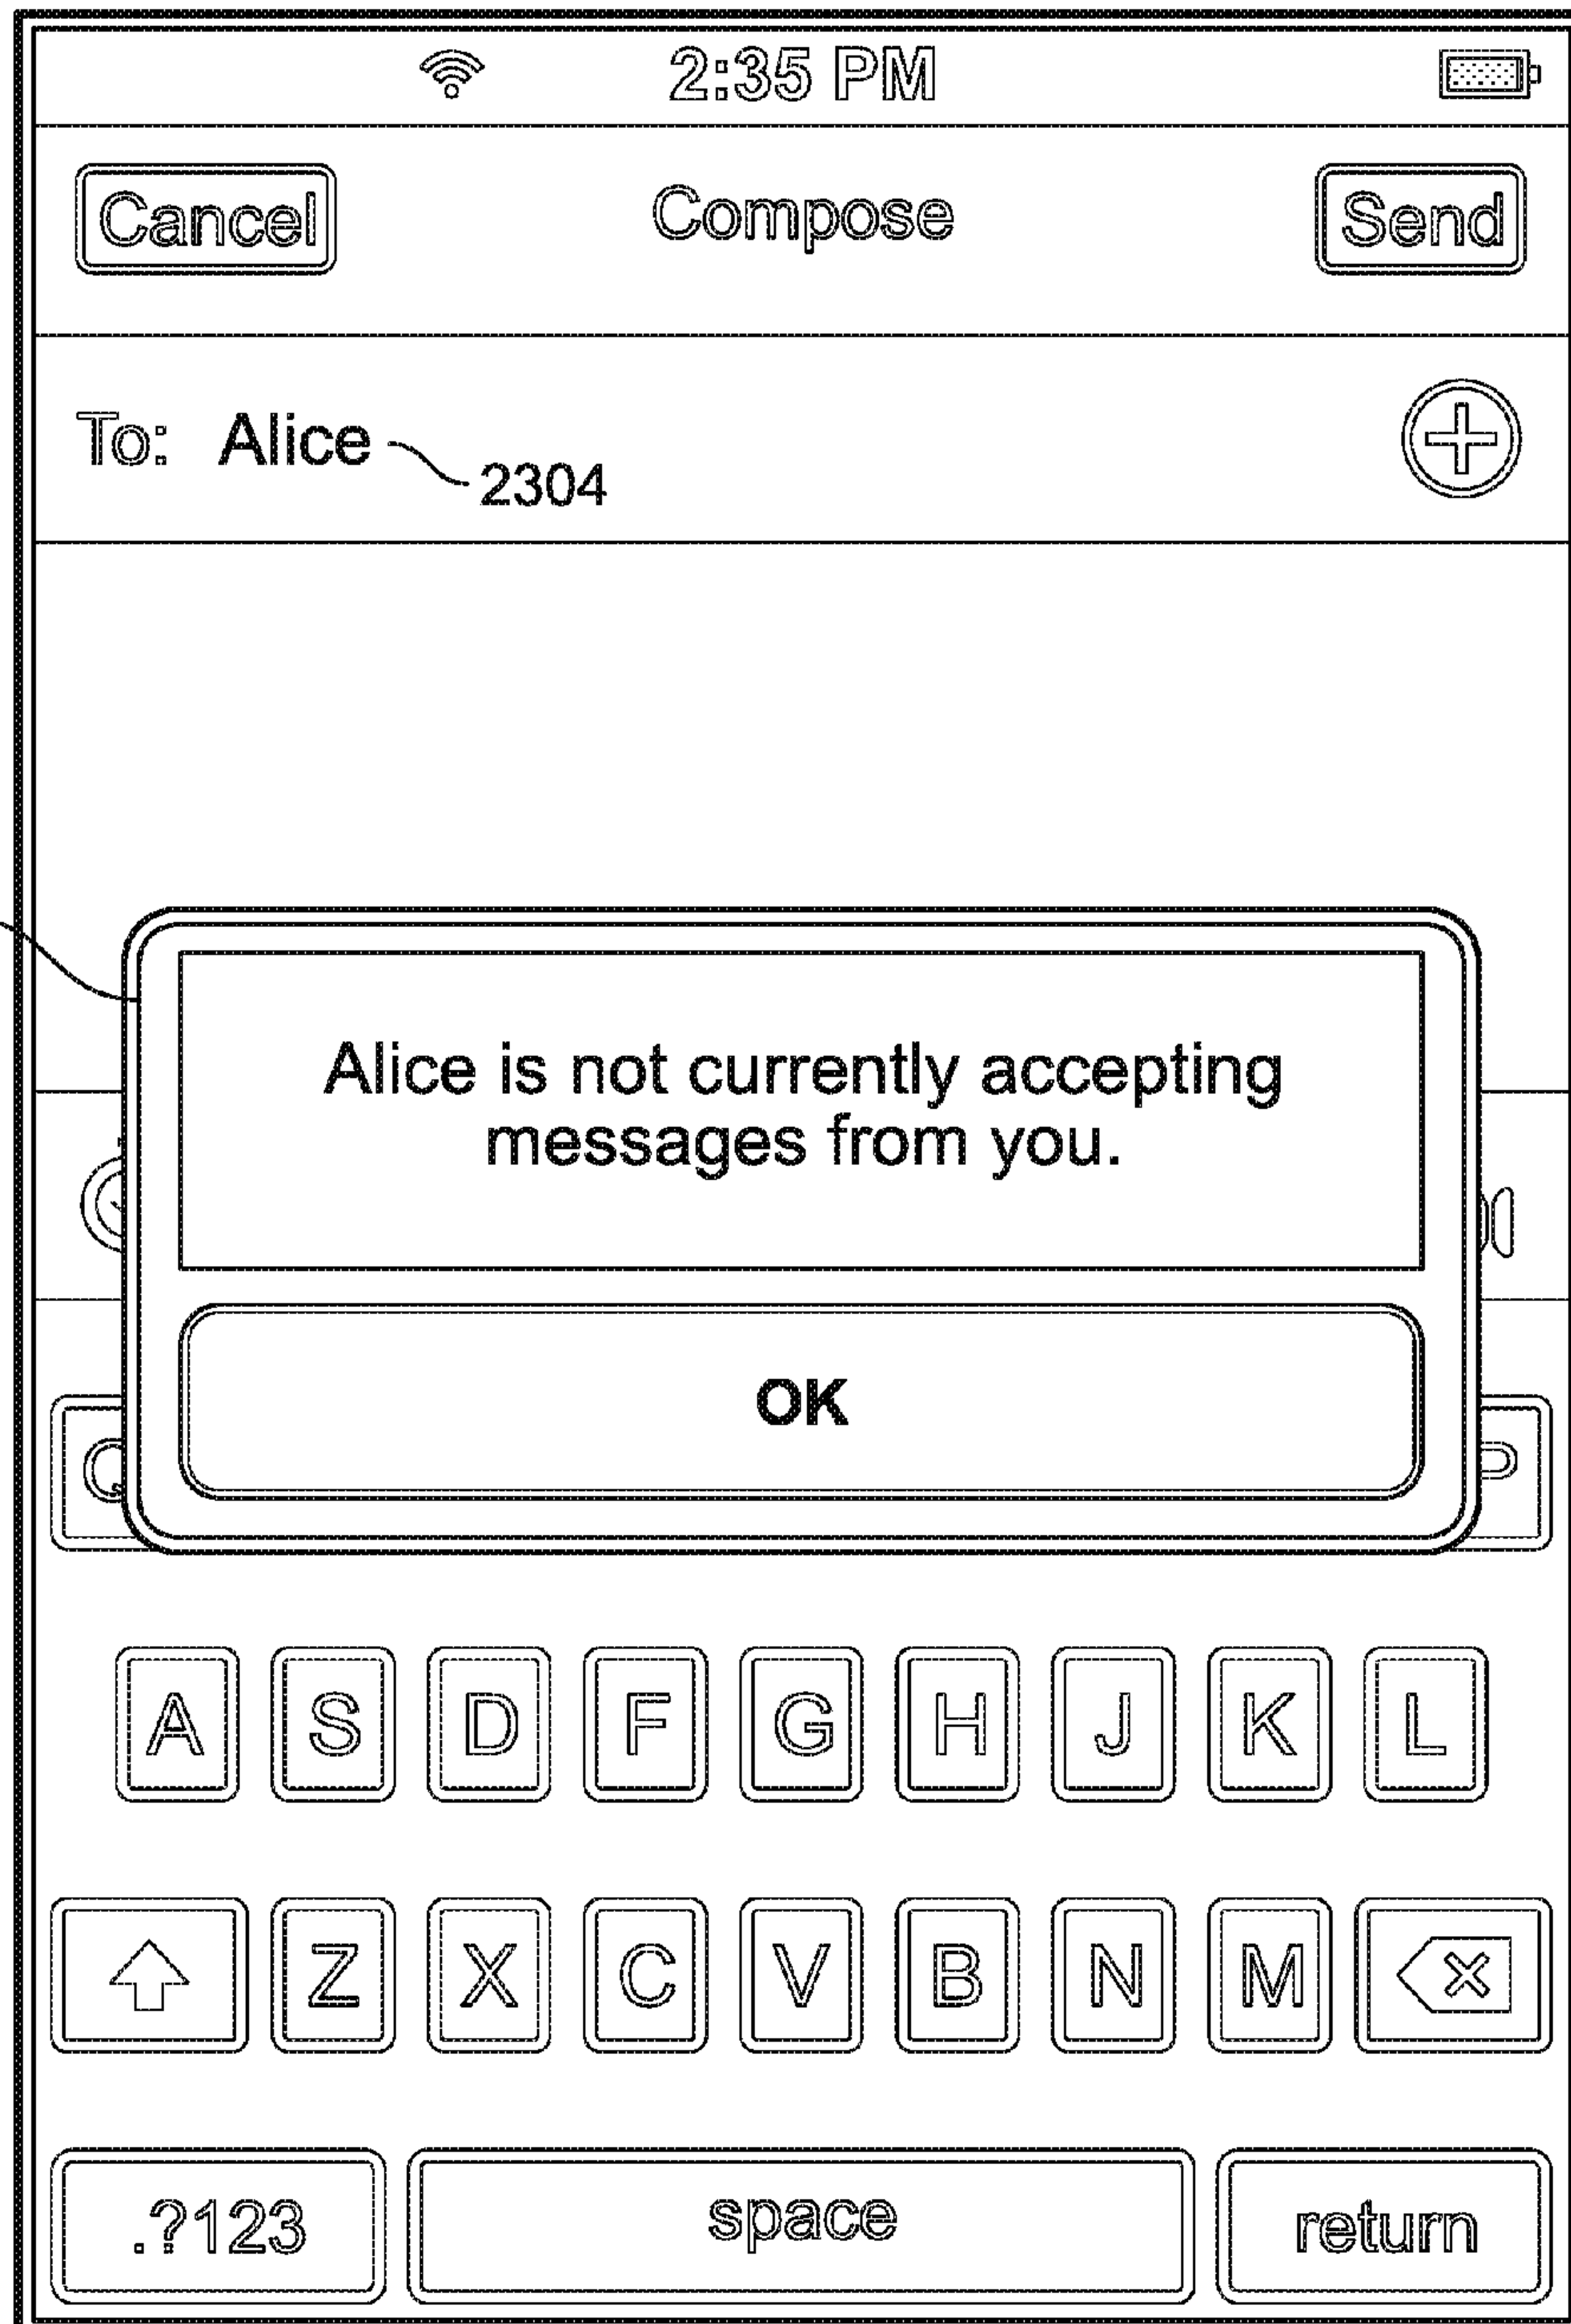 2:35 PM
Cancel Compose Send
To: Alice 2304
Alice is not currently accepting
messages from you.
OK
Q P
A S D F G H J K L
Z X C V B N M
.?123 space return